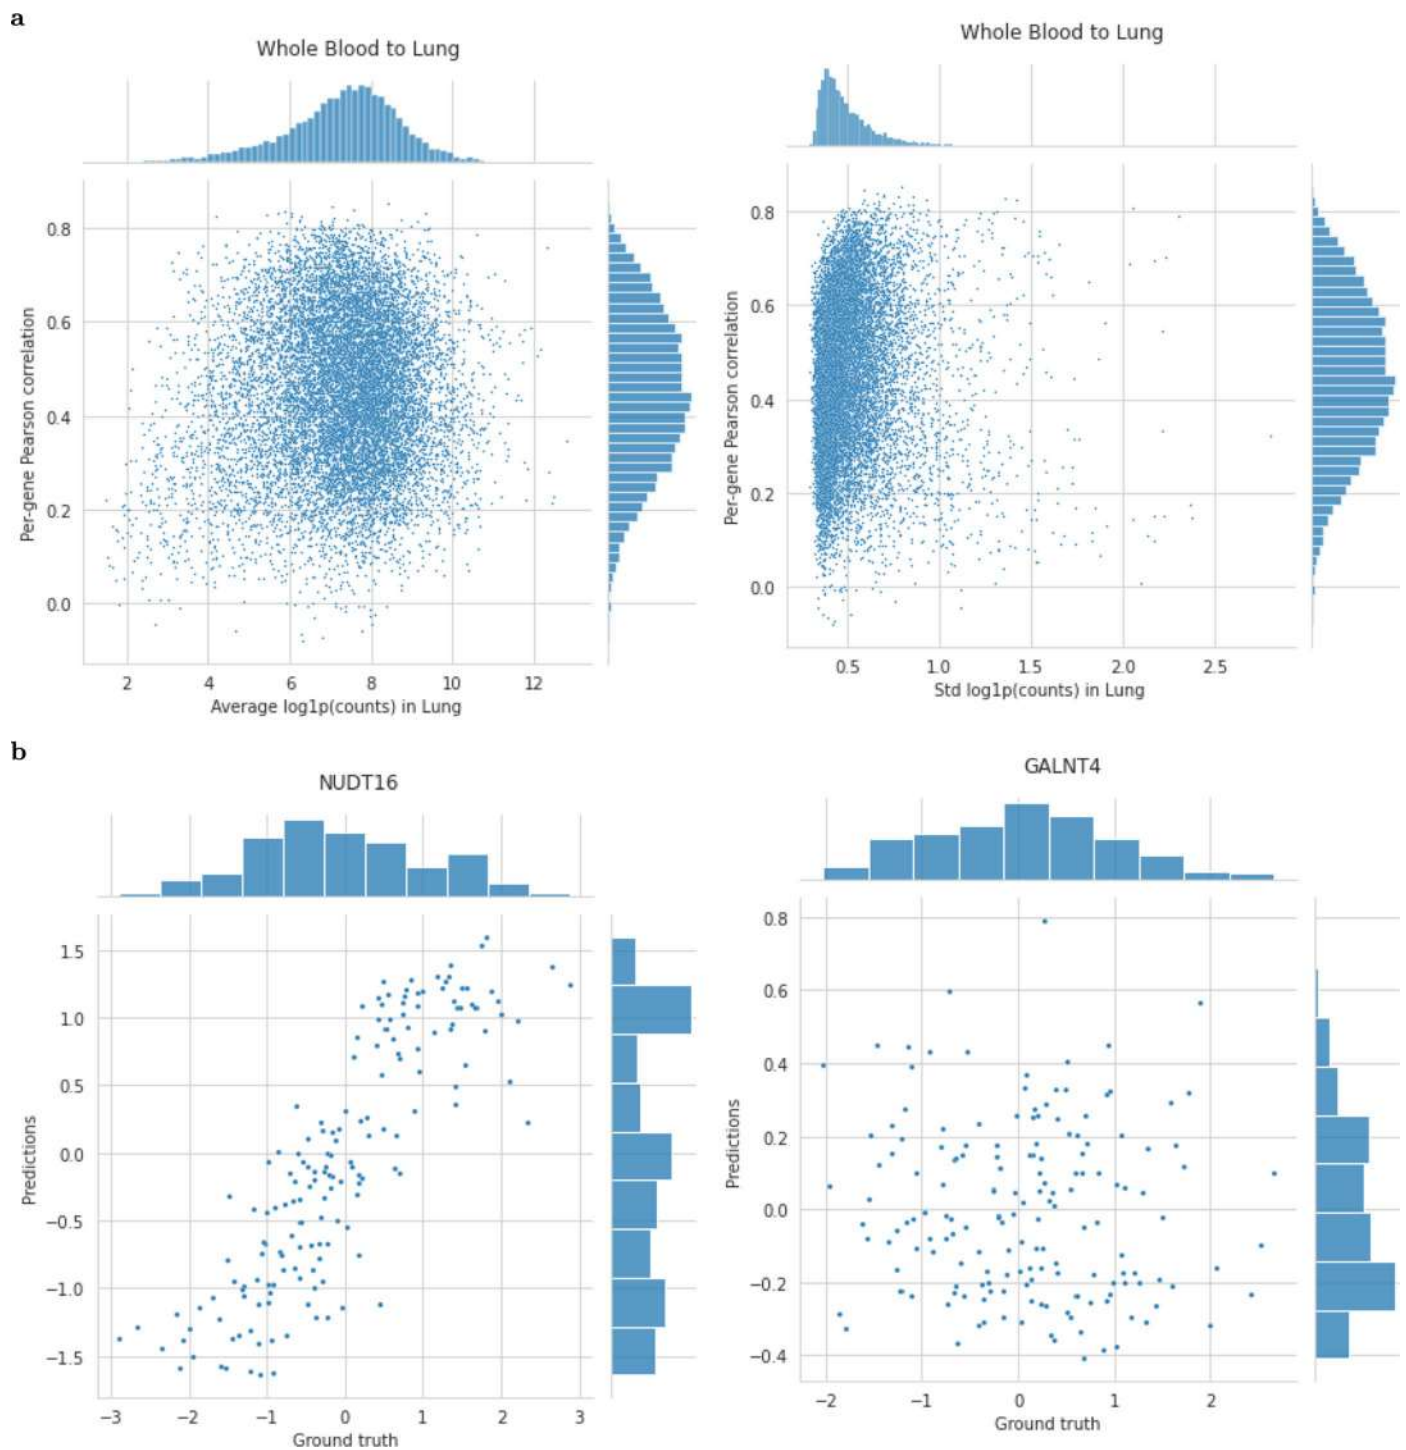 a
Whole Blood to Lung
Per-gene Pearson correlation
0.8
0.6
0.4
0.2
0.0
2 4 6 8 10 12
Average log1p(counts) in Lung
Whole Blood to Lung
Per-gene Pearson correlation
0.8
0.6
0.4
0.2
0.0
0.5 1.0 1.5 2.0 2.5
Std log1p(counts) in Lung
b
NUDT16
Predictions
1.5
1.0
0.5
0.0
−0.5
−1.0
−1.5
−3 −2 −1 0 1 2 3
Ground truth
GALNT4
Predictions
0.8
0.6
0.4
0.2
0.0
−0.2
−0.4
−2 −1 0 1 2
Ground truth